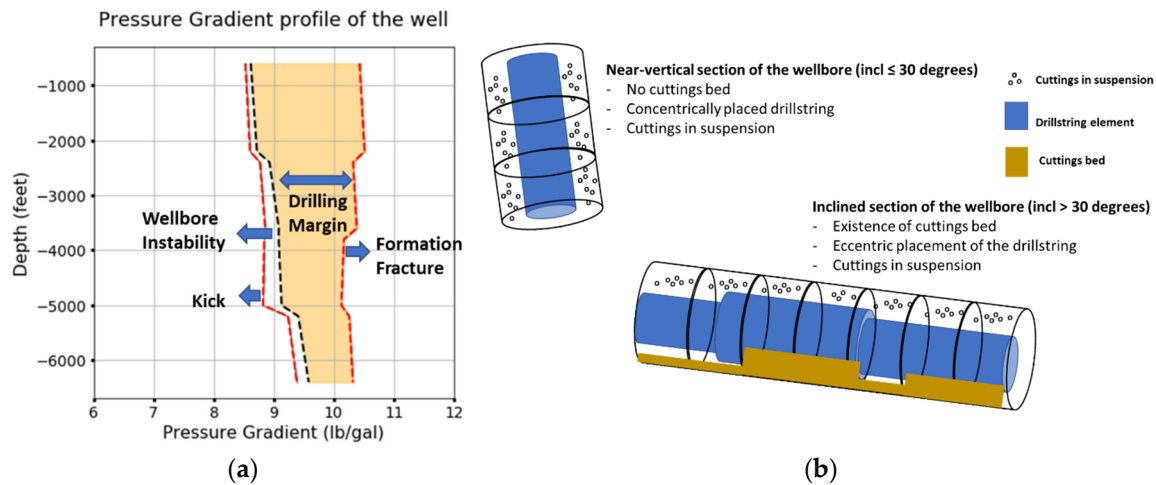 (a)
Pressure Gradient profile of the well
Depth (feet)
−1000
−2000
−3000
−4000
−5000
−6000
Drilling
Margin
Wellbore
Instability
Formation
Fracture
Kick
6
7
8
9
10
11
12
Pressure Gradient (lb/gal)
(a)
Near-vertical section of the wellbore (incl ≤ 30 degrees)
- No cuttings bed
- Concentrically placed drillstring
- Cuttings in suspension
Cuttings in suspension
Drillstring element
Cuttings bed
Inclined section of the wellbore (incl > 30 degrees)
- Existence of cuttings bed
- Eccentric placement of the drillstring
- Cuttings in suspension
(b)